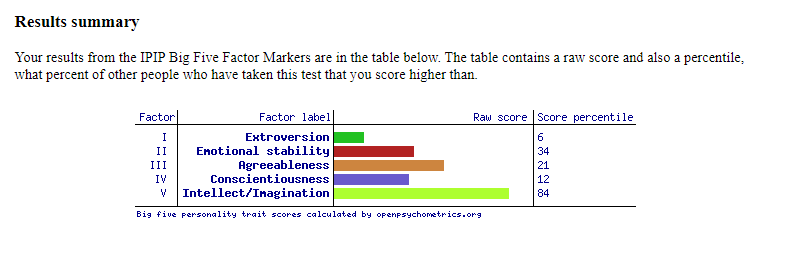 Results summary
Your results from the IPIP Big Five Factor Markers are in the table below. The table contains a raw score and also a percentile,
what percent of other people who have taken this test that you score higher than.
Factor Factor label Raw score Score percentile
I Extroversion 6
II Emotional stability 34
III Agreeableness 21
IV Conscientiousness 12
V Intellect/Imagination 84
Big five personality trait scores calculated by openpsychometrics.org